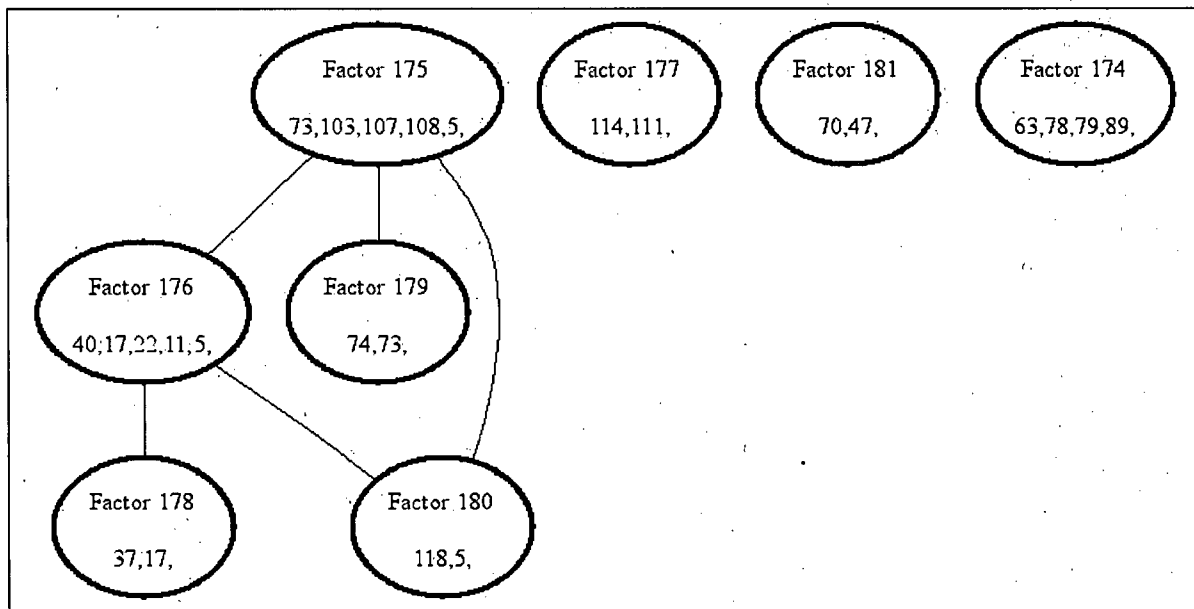 Factor 175
73,103,107,108,5,
Factor 177
114,111,
Factor 181
70,47,
Factor 174
63,78,79,89,
Factor 176
40,17,22,11,5,
Factor 179
74,73,
Factor 178
37,17,
Factor 180
118,5,